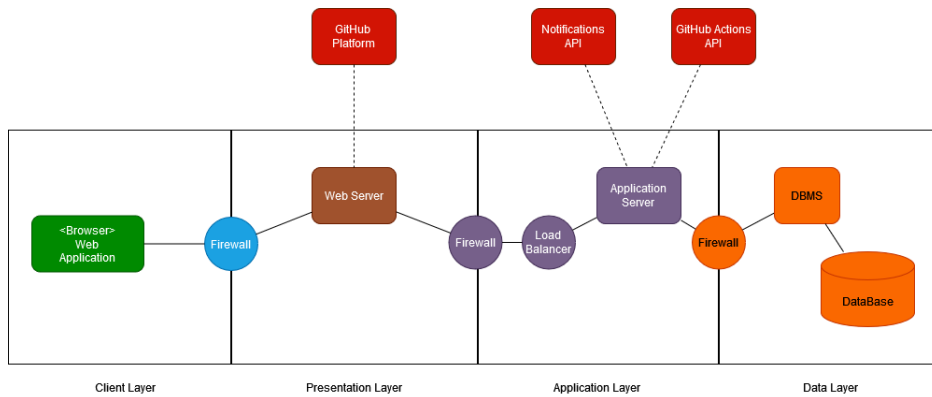 GitHub
Platform
Notifications
API
GitHub Actions
API
<Browser>
Web
Application
Firewall
Web Server
Firewall
Load
Balancer
Application
Server
Firewall
DBMS
DataBase
Client Layer
Presentation Layer
Application Layer
Data Layer